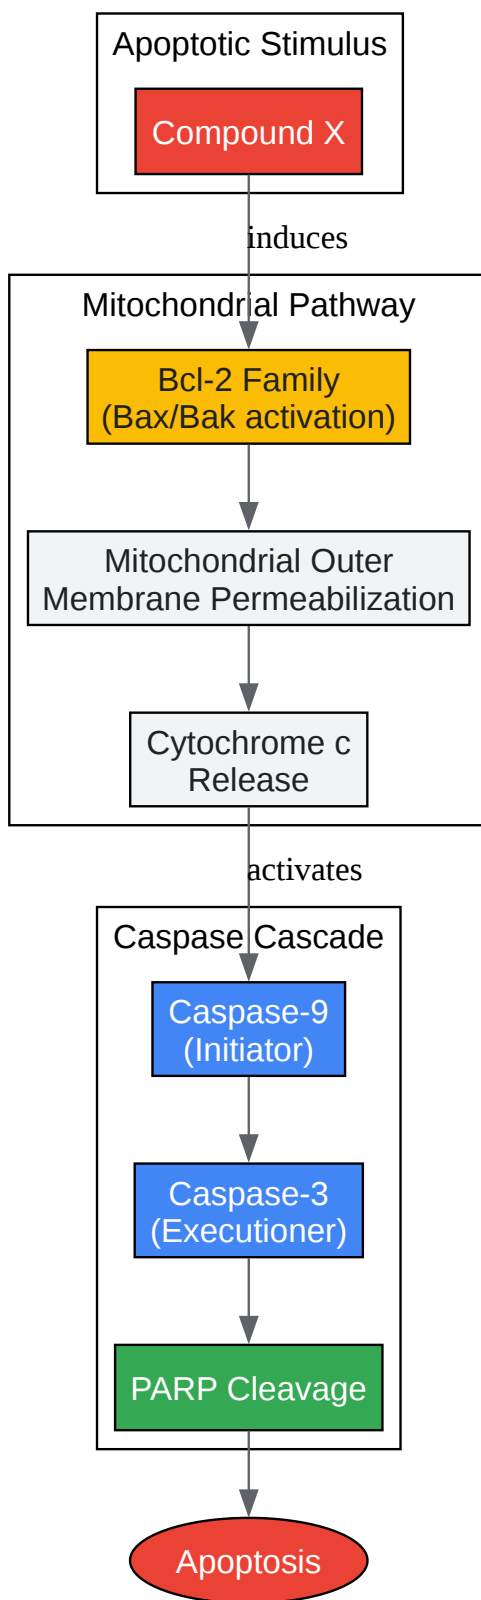 Apoptotic Stimulus
Compound X
induces
Mitochondrial Pathway
Bcl-2 Family
(Bax/Bak activation)
Mitochondrial Outer
Membrane Permeabilization
Cytochrome c
Release
activates
Caspase Cascade
Caspase-9
(Initiator)
Caspase-3
(Executioner)
PARP Cleavage
Apoptosis